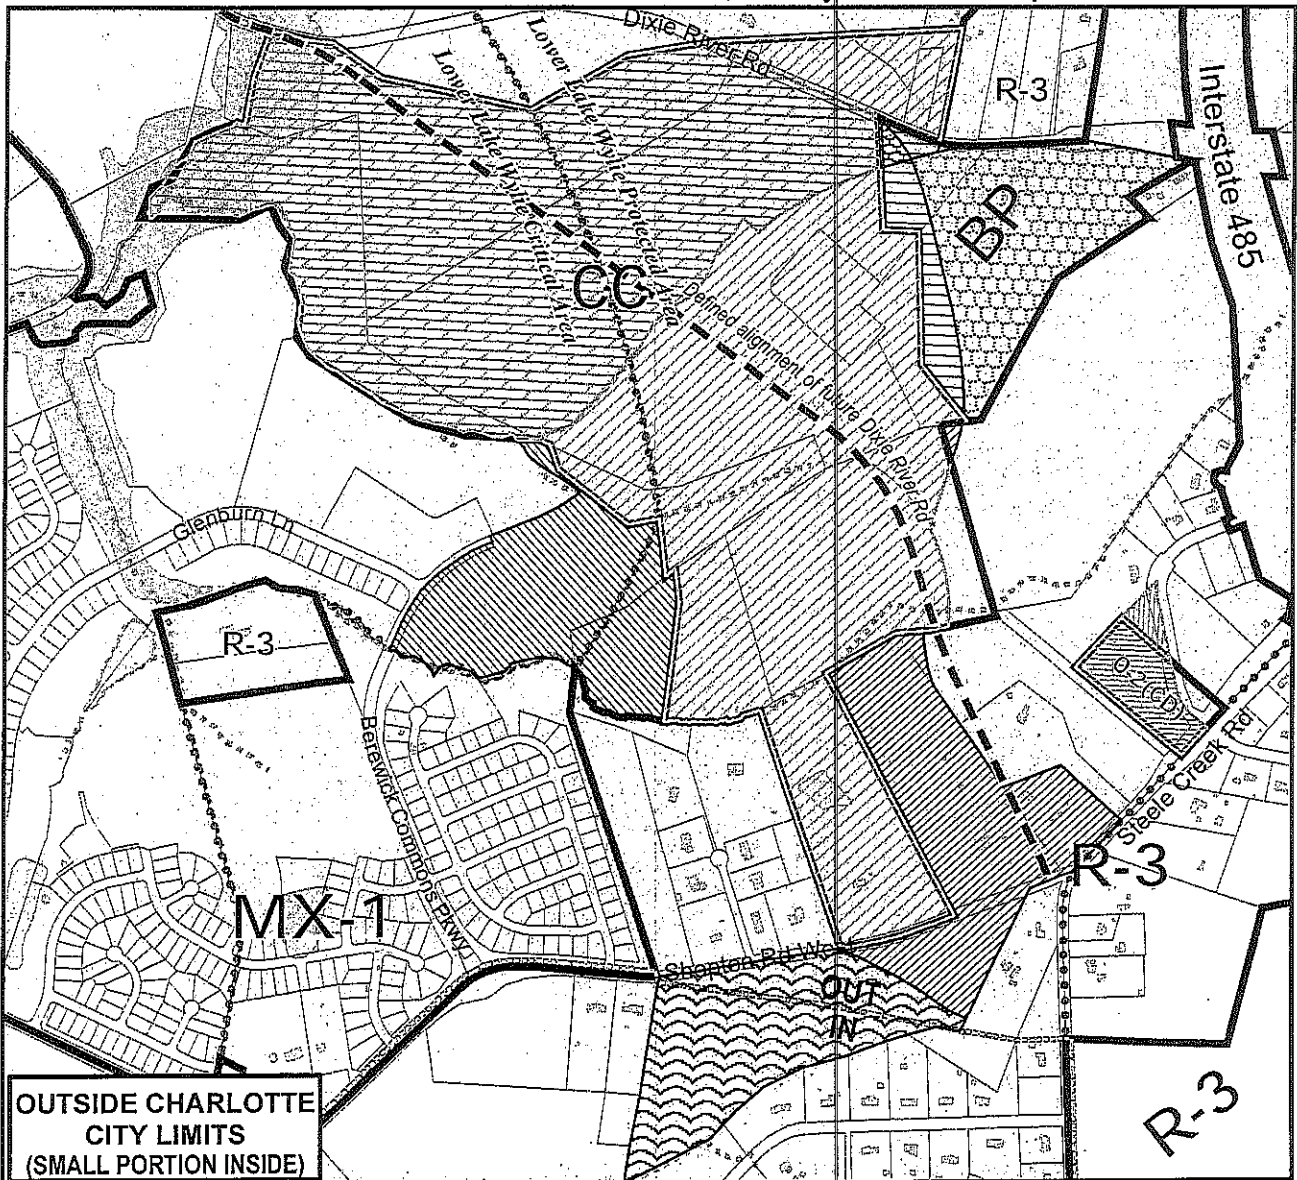 Dixie River Rd
Lower Lake Wylie Protected Area
Lower Lake Wylie Critical Area
R-3
Interstate 485
BP
CC
Defined alignment of future Dixie River Rd
Glenburn Ln
R-3
O-2(CD)
Steele Creek Rd
Berewick Commons Pkwy
R-3
MX-1
Shopton Rd West
OUT
IN
R-3
OUTSIDE CHARLOTTE
CITY LIMITS
(SMALL PORTION INSIDE)